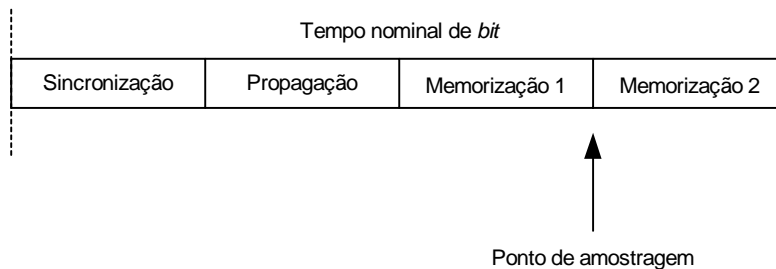 Tempo nominal de bit
Sincronização Propagação Memorização 1 Memorização 2
Ponto de amostragem